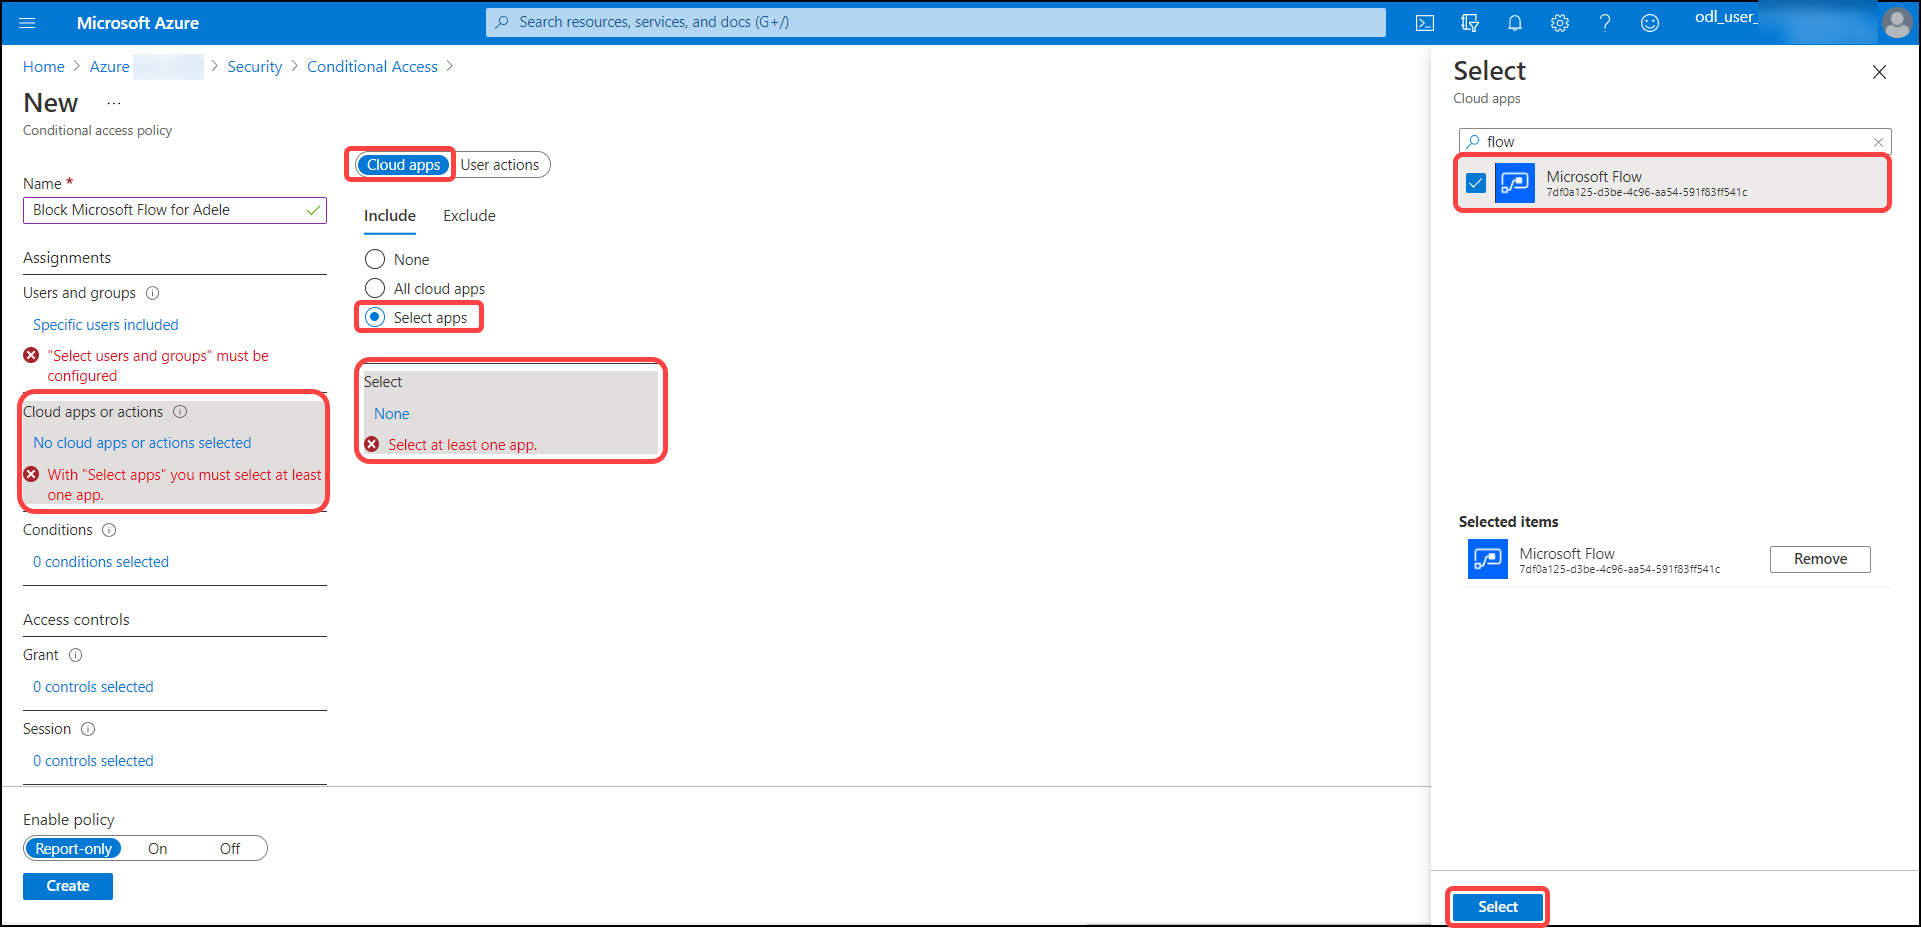 Microsoft Azure
Search resources, services, and docs (G+/)
odl_user_
Home > Azure > Security > Conditional Access >
New ...
Conditional access policy
Name *
Block Microsoft Flow for Adele
Assignments
Users and groups
Specific users included
"Select users and groups" must be
configured
Cloud apps or actions
No cloud apps or actions selected
With "Select apps" you must select at least
one app.
Conditions
0 conditions selected
Access controls
Grant
0 controls selected
Session
0 controls selected
Enable policy
Report-only On Off
Create
Cloud apps User actions
Include Exclude
None
All cloud apps
Select apps
Select
None
Select at least one app.
Select
Cloud apps
flow
Microsoft Flow
7df0a125-d3be-4c96-aa54-591f83ff541c
Selected items
Microsoft Flow
7df0a125-d3be-4c96-aa54-591f83ff541c
Remove
Select